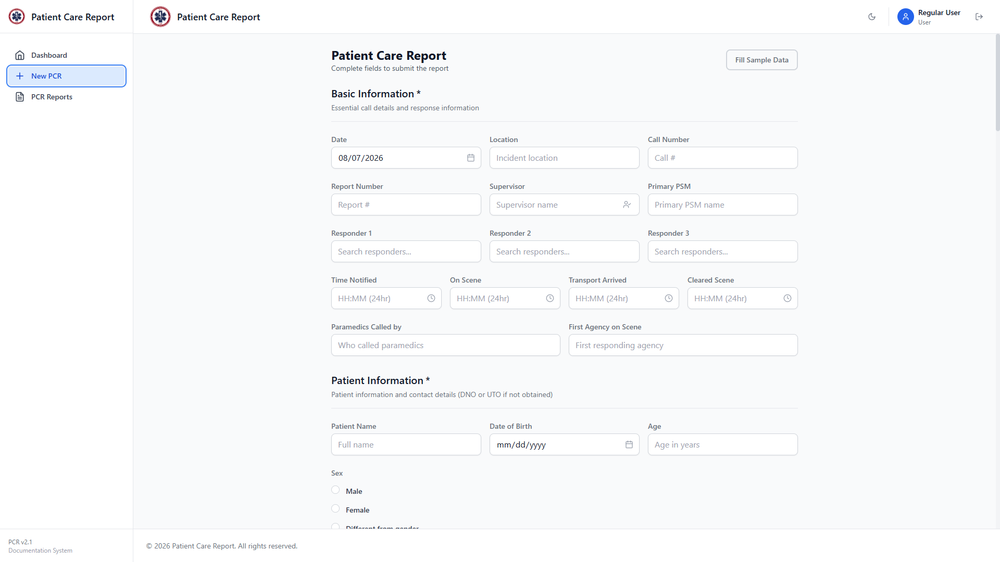 Patient Care Report
Patient Care Report
Regular User
User
Dashboard
New PCR
PCR Reports
Patient Care Report
Complete fields to submit the report
Fill Sample Data
Basic Information *
Essential call details and response information
Date Location Call Number
08/07/2026 Incident location Call #
Report Number Supervisor Primary PSM
Report # Supervisor name Primary PSM name
Responder 1 Responder 2 Responder 3
Search responders... Search responders... Search responders...
Time Notified On Scene Transport Arrived Cleared Scene
HH:MM (24hr) HH:MM (24hr) HH:MM (24hr) HH:MM (24hr)
Paramedics Called by First Agency on Scene
Who called paramedics First responding agency
Patient Information *
Patient information and contact details (DNO or UTO if not obtained)
Patient Name Date of Birth Age
Full name mm/dd/yyyy Age in years
Sex
Male
Female
Different from gender
PCR v2.1
Documentation System
© 2026 Patient Care Report. All rights reserved.